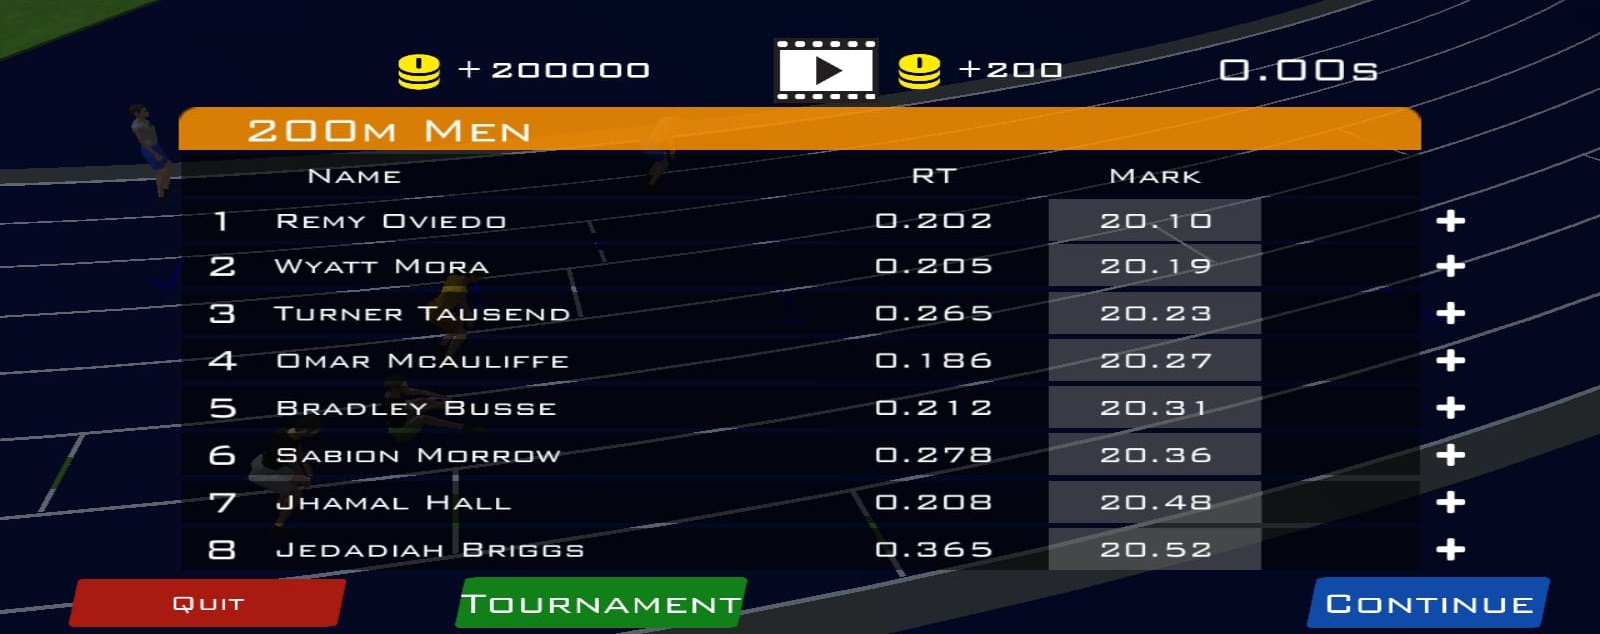 +200000 +200 0.00s
200m Men
Name RT Mark
1 Remy Oviedo 0.202 20.10 +
2 Wyatt Mora 0.205 20.19 +
3 Turner Tausend 0.265 20.23 +
4 Omar Mcauliffe 0.186 20.27 +
5 Bradley Busse 0.212 20.31 +
6 Sabion Morrow 0.278 20.36 +
7 Jhamal Hall 0.208 20.48 +
8 Jedadiah Briggs 0.365 20.52 +
Quit Tournament Continue